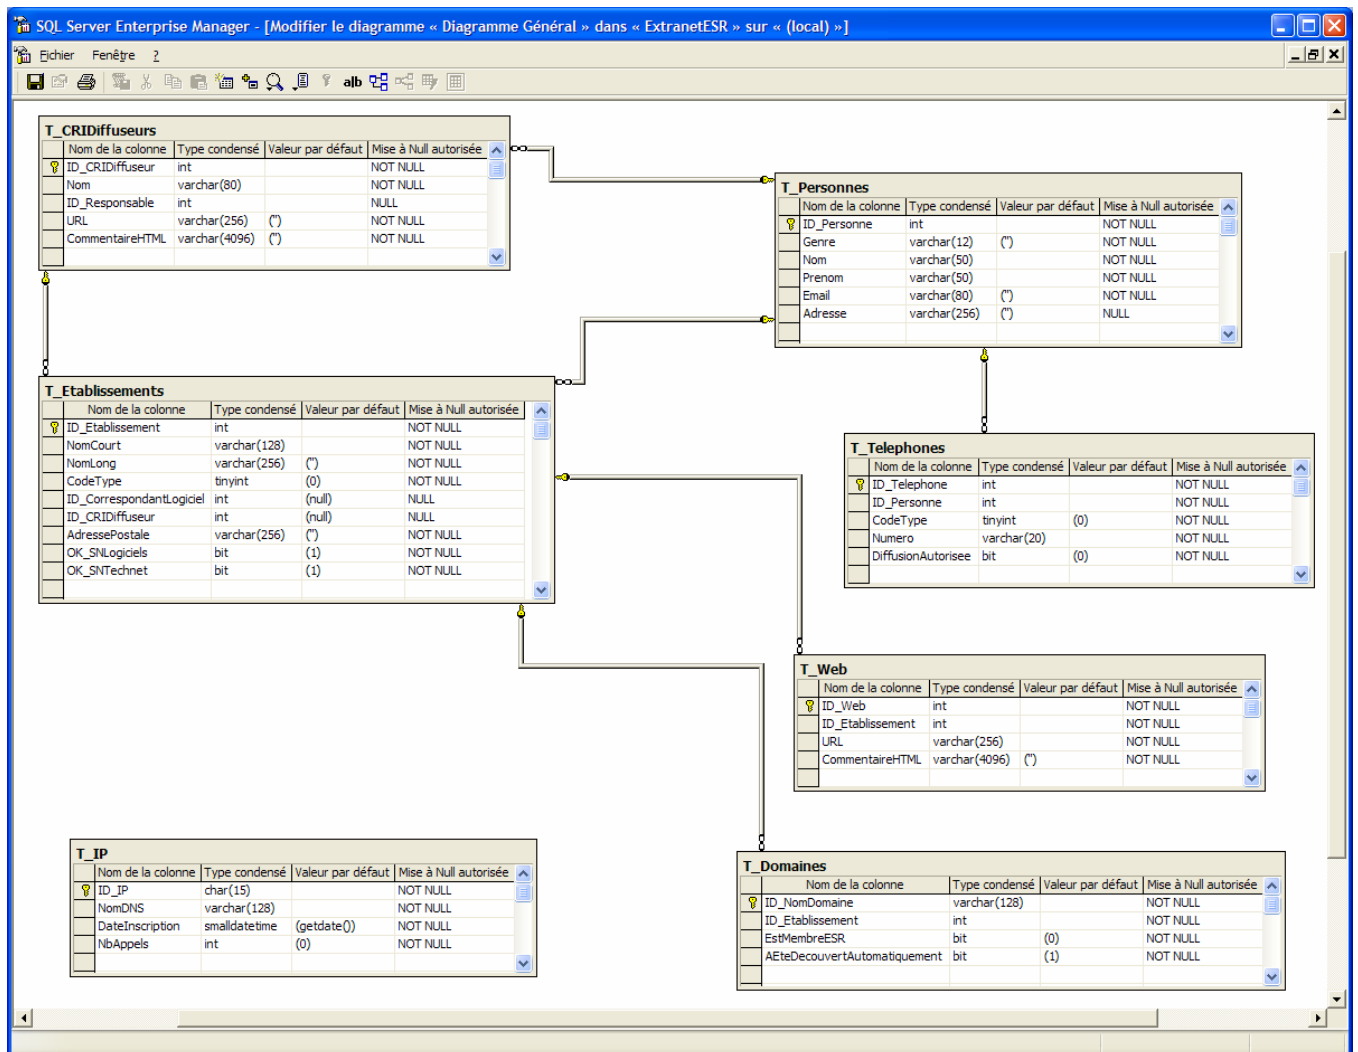 SQL Server Enterprise Manager - [Modifier le diagramme « Diagramme Général » dans « ExtranetESR » sur « (local) »]
Fichier Fenêtre ?
a|b
T_CRIDiffuseurs
Nom de la colonne Type condensé Valeur par défaut Mise à Null autorisée
ID_CRIDiffuseur int NOT NULL
Nom varchar(80) NOT NULL
ID_Responsable int NULL
URL varchar(256) ('') NOT NULL
CommentaireHTML varchar(4096) ('') NOT NULL
T_Personnes
Nom de la colonne Type condensé Valeur par défaut Mise à Null autorisée
ID_Personne int NOT NULL
Genre varchar(12) ('') NOT NULL
Nom varchar(50) NOT NULL
Prenom varchar(50) NOT NULL
Email varchar(80) ('') NOT NULL
Adresse varchar(256) ('') NULL
T_Etablissements
Nom de la colonne Type condensé Valeur par défaut Mise à Null autorisée
ID_Etablissement int NOT NULL
NomCourt varchar(128) NOT NULL
NomLong varchar(256) ('') NOT NULL
CodeType tinyint (0) NOT NULL
ID_CorrespondantLogiciel int (null) NULL
ID_CRIDiffuseur int (null) NULL
AdressePostale varchar(256) ('') NOT NULL
OK_SNLogiciels bit (1) NOT NULL
OK_SNTechnet bit (1) NOT NULL
T_Telephones
Nom de la colonne Type condensé Valeur par défaut Mise à Null autorisée
ID_Telephone int NOT NULL
ID_Personne int NOT NULL
CodeType tinyint (0) NOT NULL
Numero varchar(20) NOT NULL
DiffusionAutorisee bit (0) NOT NULL
T_Web
Nom de la colonne Type condensé Valeur par défaut Mise à Null autorisée
ID_Web int NOT NULL
ID_Etablissement int NOT NULL
URL varchar(256) NOT NULL
CommentaireHTML varchar(4096) ('') NOT NULL
T_IP
Nom de la colonne Type condensé Valeur par défaut Mise à Null autorisée
ID_IP char(15) NOT NULL
NomDNS varchar(128) NOT NULL
DateInscription smalldatetime (getdate()) NOT NULL
NbAppels int (0) NOT NULL
T_Domaines
Nom de la colonne Type condensé Valeur par défaut Mise à Null autorisée
ID_NomDomaine varchar(128) NOT NULL
ID_Etablissement int NOT NULL
EstMembreESR bit (0) NOT NULL
AEteDecouvertAutomatiquement bit (1) NOT NULL